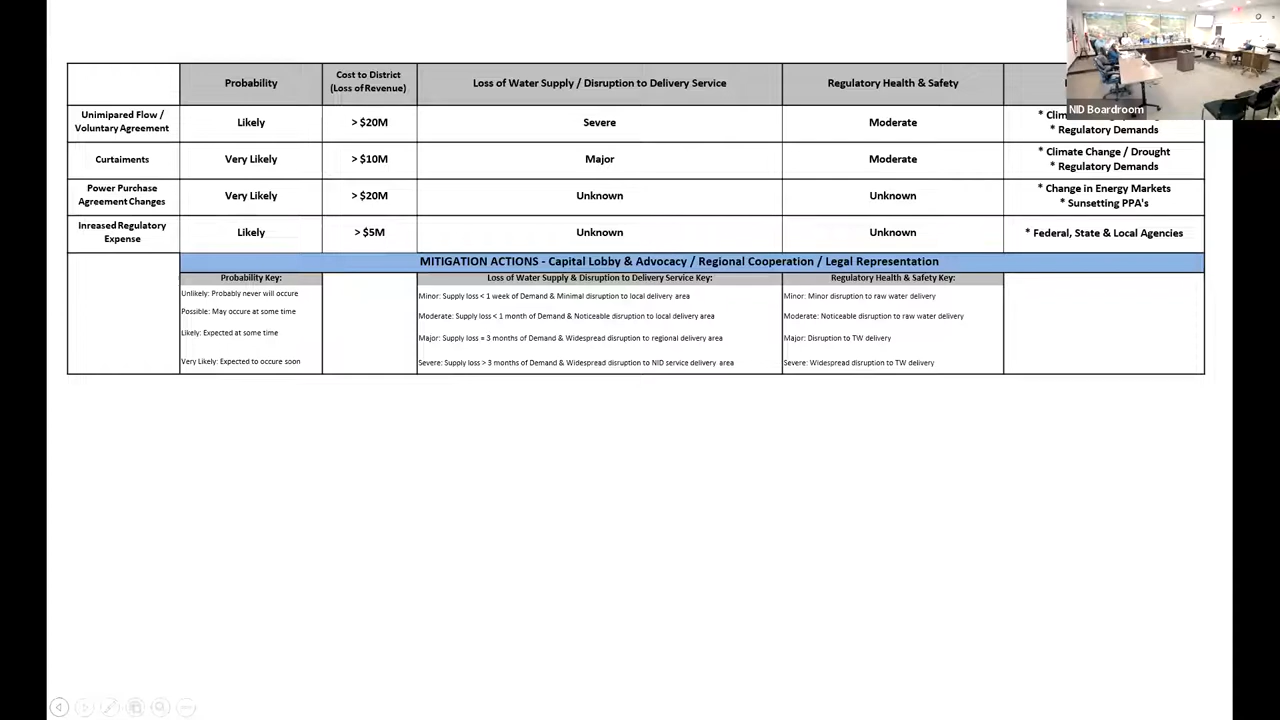 NID Boardroom
Probability
Cost to District
(Loss of Revenue)
Loss of Water Supply / Disruption to Delivery Service
Regulatory Health & Safety
Unimipared Flow /
Voluntary Agreement
Likely
> $20M
Severe
Moderate
* Regulatory Demands
Curtaiments
Very Likely
> $10M
Major
Moderate
* Climate Change / Drought
* Regulatory Demands
Power Purchase
Agreement Changes
Very Likely
> $20M
Unknown
Unknown
* Change in Energy Markets
* Sunsetting PPA's
Inreased Regulatory
Expense
Likely
> $5M
Unknown
Unknown
* Federal, State & Local Agencies
MITIGATION ACTIONS - Capital Lobby & Advocacy / Regional Cooperation / Legal Representation
Probability Key:
Unlikely: Probably never will occure
Possible: May occure at some time
Likely: Expected at some time
Very Likely: Expected to occure soon
Loss of Water Supply & Disruption to Delivery Service Key:
Minor: Supply loss < 1 week of Demand & Minimal disruption to local delivery area
Moderate: Supply loss < 1 month of Demand & Noticeable disruption to local delivery area
Major: Supply loss = 3 months of Demand & Widespread disruption to regional delivery area
Severe: Supply loss > 3 months of Demand & Widespread disruption to NID service delivery area
Regulatory Health & Safety Key:
Minor: Minor disruption to raw water delivery
Moderate: Noticeable disruption to raw water delivery
Major: Disruption to TW delivery
Severe: Widespread disruption to TW delivery